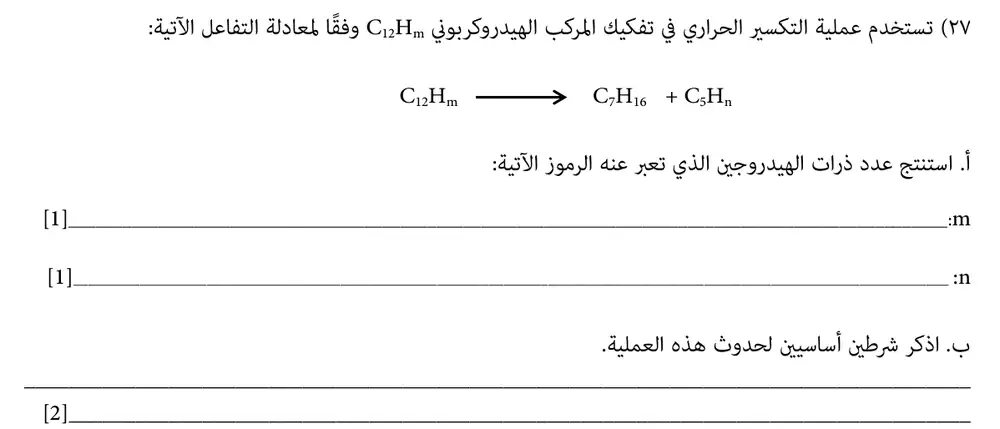 ٢٧) تستخدم عملية التكسير الحراري في تفكيك المركب الهيدروكربوني C₁₂Hₘ وفقًا لمعادلة التفاعل الآتية:
C₁₂Hₘ ⟶ C₇H₁₆ + C₅Hₙ
أ. استنتج عدد ذرات الهيدروجين الذي تعبر عنه الرموز الآتية:
m: [1]
n: [1]
ب. اذكر شرطين أساسيين لحدوث هذه العملية.
[2]